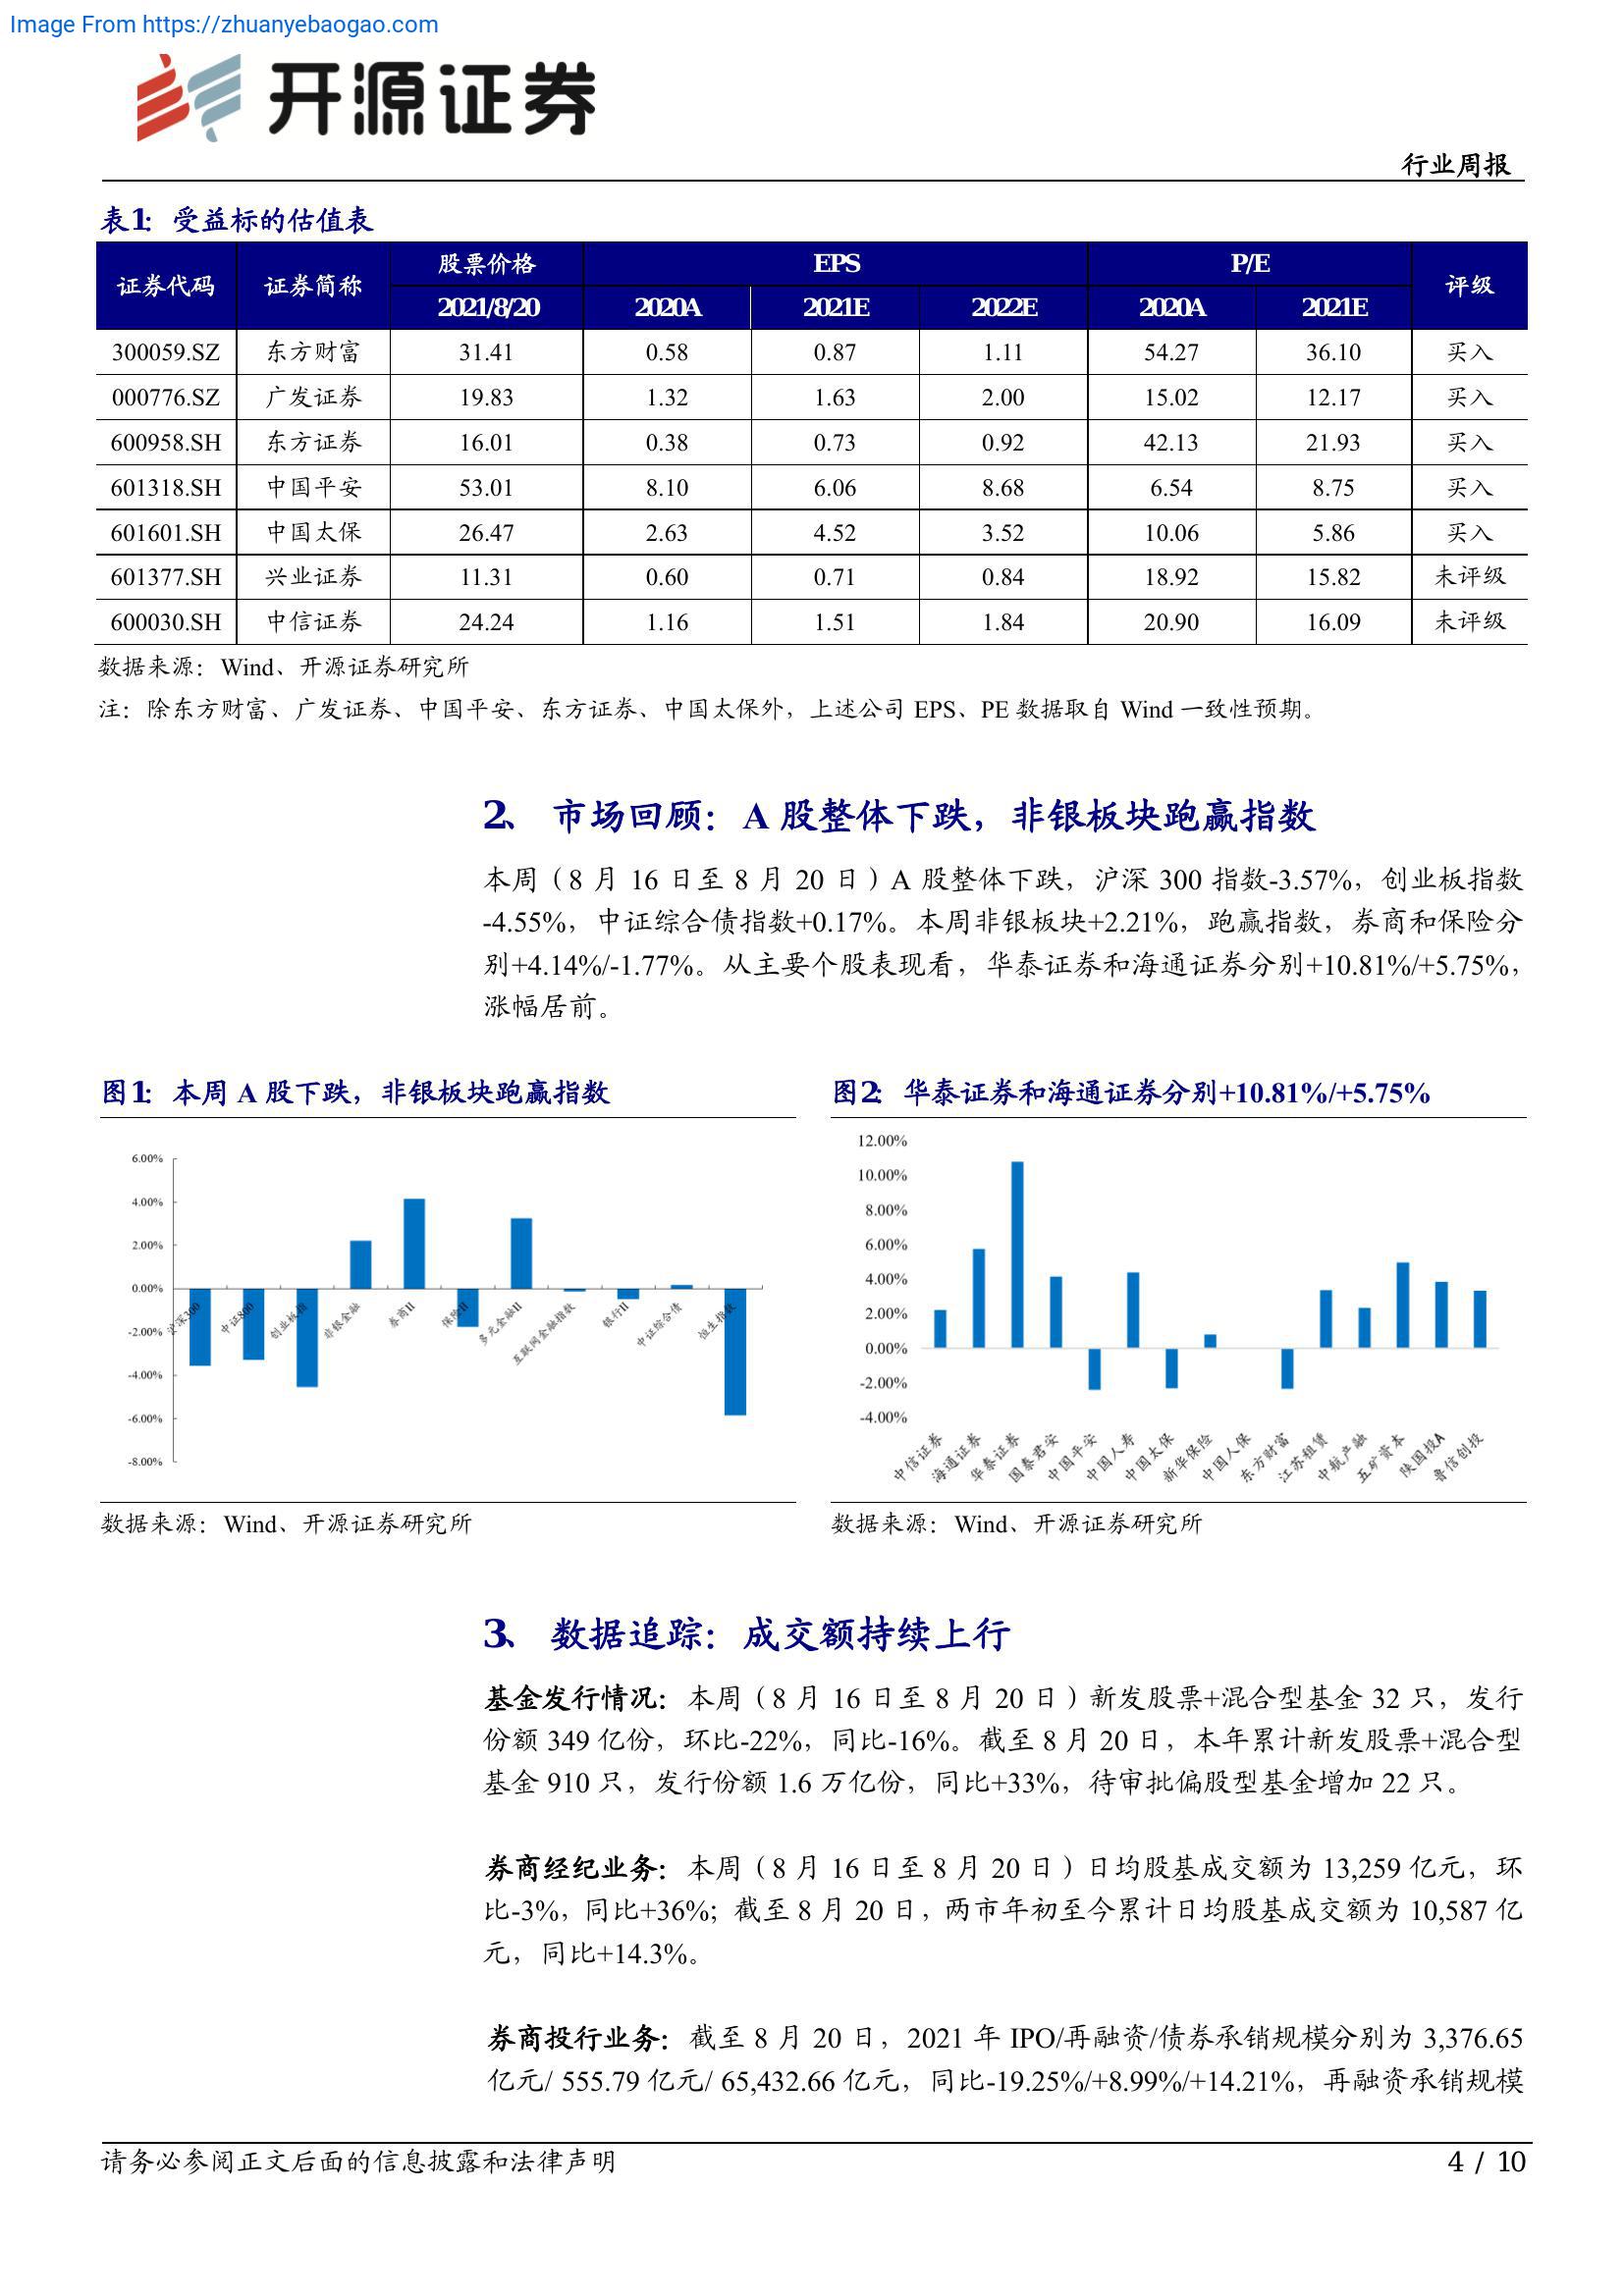 Image From https://zhuanyebaogao.com
开源证券
行业周报
表1: 受益标的估值表
证券代码 证券简称 股票价格 EPS P/E 评级
2021/8/20 2020A 2021E 2022E 2020A 2021E
300059.SZ 东方财富 31.41 0.58 0.87 1.11 54.27 36.10 买入
000776.SZ 广发证券 19.83 1.32 1.63 2.00 15.02 12.17 买入
600958.SH 东方证券 16.01 0.38 0.73 0.92 42.13 21.93 买入
601318.SH 中国平安 53.01 8.10 6.06 8.68 6.54 8.75 买入
601601.SH 中国太保 26.47 2.63 4.52 3.52 10.06 5.86 买入
601377.SH 兴业证券 11.31 0.60 0.71 0.84 18.92 15.82 未评级
600030.SH 中信证券 24.24 1.16 1.51 1.84 20.90 16.09 未评级
数据来源：Wind、开源证券研究所
注：除东方财富、广发证券、中国平安、东方证券、中国太保外，上述公司 EPS、PE 数据取自 Wind 一致性预期。
2、 市场回顾：A 股整体下跌，非银板块跑赢指数
本周（8 月 16 日至 8 月 20 日）A 股整体下跌，沪深 300 指数-3.57%，创业板指数
-4.55%，中证综合债指数+0.17%。本周非银板块+2.21%，跑赢指数，券商和保险分
别+4.14%/-1.77%。从主要个股表现看，华泰证券和海通证券分别+10.81%/+5.75%，
涨幅居前。
图1: 本周 A 股下跌，非银板块跑赢指数
6.00%
4.00%
2.00%
0.00%
-2.00%
-4.00%
-6.00%
-8.00%
沪深300 中证800 创业板指 非银金融 券商II 保险II 多元金融II 互联网金融指数 银行II 中证综合债 恒生指数
数据来源：Wind、开源证券研究所
图2: 华泰证券和海通证券分别+10.81%/+5.75%
12.00%
10.00%
8.00%
6.00%
4.00%
2.00%
0.00%
-2.00%
-4.00%
中信证券 海通证券 华泰证券 国泰君安 中国平安 中国人寿 中国太保 新华保险 中国人保 东方财富 江苏租赁 中航产融 五矿资本 陕国投A 鲁信创投
数据来源：Wind、开源证券研究所
3、 数据追踪：成交额持续上行
基金发行情况：本周（8 月 16 日至 8 月 20 日）新发股票+混合型基金 32 只，发行
份额 349 亿份，环比-22%，同比-16%。截至 8 月 20 日，本年累计新发股票+混合型
基金 910 只，发行份额 1.6 万亿份，同比+33%，待审批偏股型基金增加 22 只。
券商经纪业务：本周（8 月 16 日至 8 月 20 日）日均股基成交额为 13,259 亿元，环
比-3%，同比+36%；截至 8 月 20 日，两市年初至今累计日均股基成交额为 10,587 亿
元，同比+14.3%。
券商投行业务：截至 8 月 20 日，2021 年 IPO/再融资/债券承销规模分别为 3,376.65
亿元/ 555.79 亿元/ 65,432.66 亿元，同比-19.25%/+8.99%/+14.21%，再融资承销规模
请务必参阅正文后面的信息披露和法律声明
4 / 10